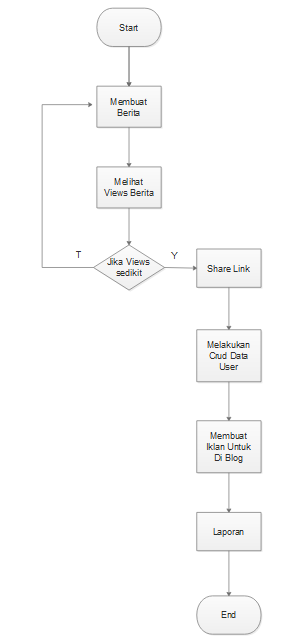 Start
Membuat
Berita
Melihat
Views Berita
Jika Views
sedikit
T
Y
Share Link
Melakukan
Crud Data
User
Membuat
Iklan Untuk
Di Blog
Laporan
End